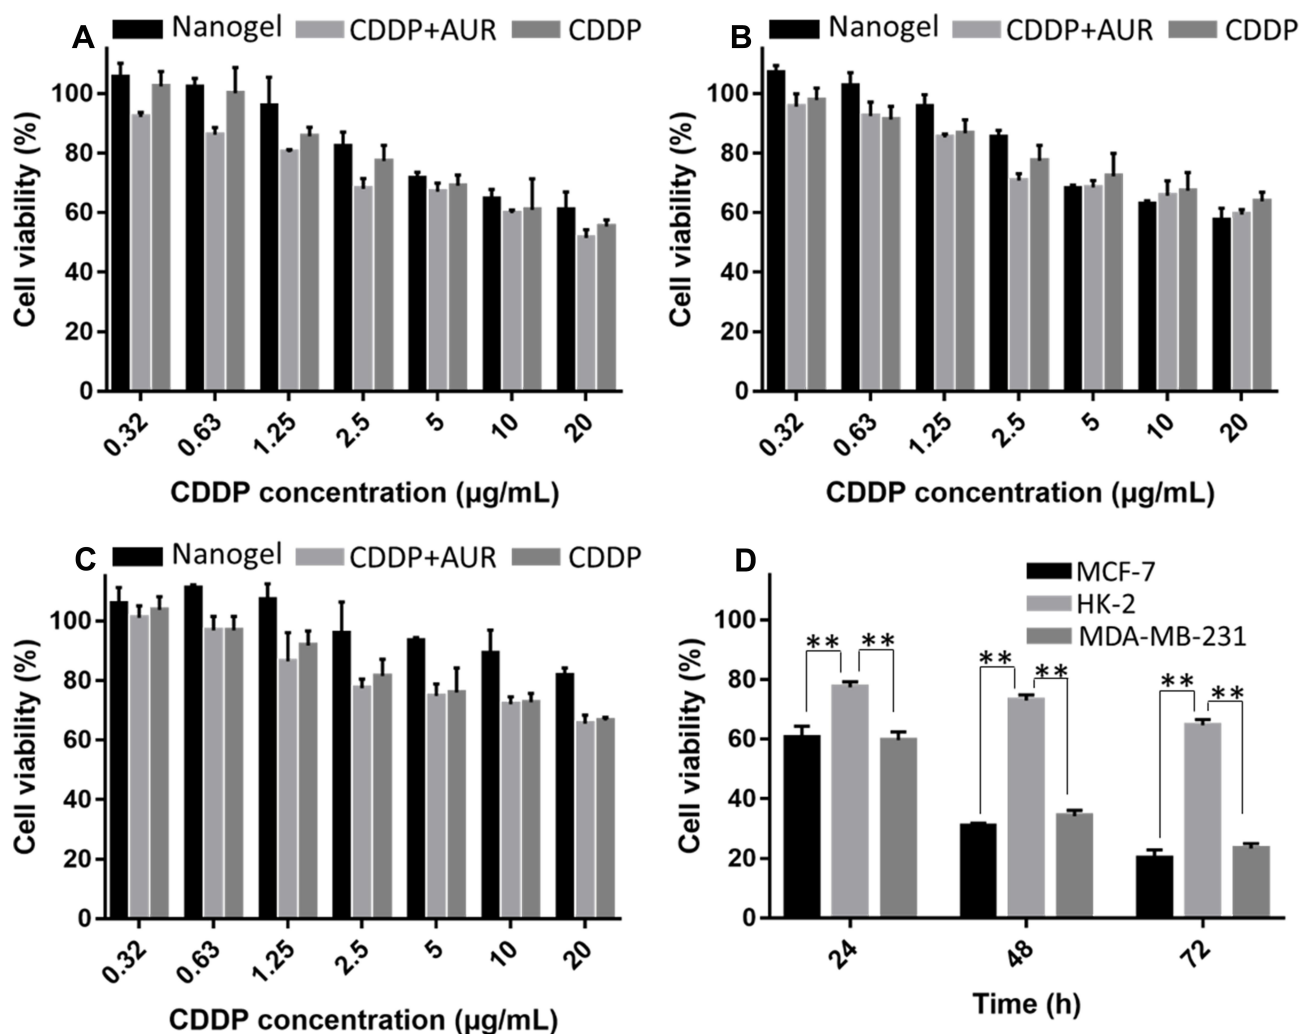 A
Nanogel CDDP+AUR CDDP
Cell viability (%)
100
80
60
40
20
0
0.32 0.63 1.25 2.5 5 10 20
CDDP concentration (µg/mL)
B
Nanogel CDDP+AUR CDDP
Cell viability (%)
100
80
60
40
20
0
0.32 0.63 1.25 2.5 5 10 20
CDDP concentration (µg/mL)
C
Nanogel CDDP+AUR CDDP
Cell viability (%)
100
80
60
40
20
0
0.32 0.63 1.25 2.5 5 10 20
CDDP concentration (µg/mL)
D
MCF-7
HK-2
MDA-MB-231
Cell viability (%)
100
80
60
40
20
0
** **
** **
** **
24 48 72
Time (h)